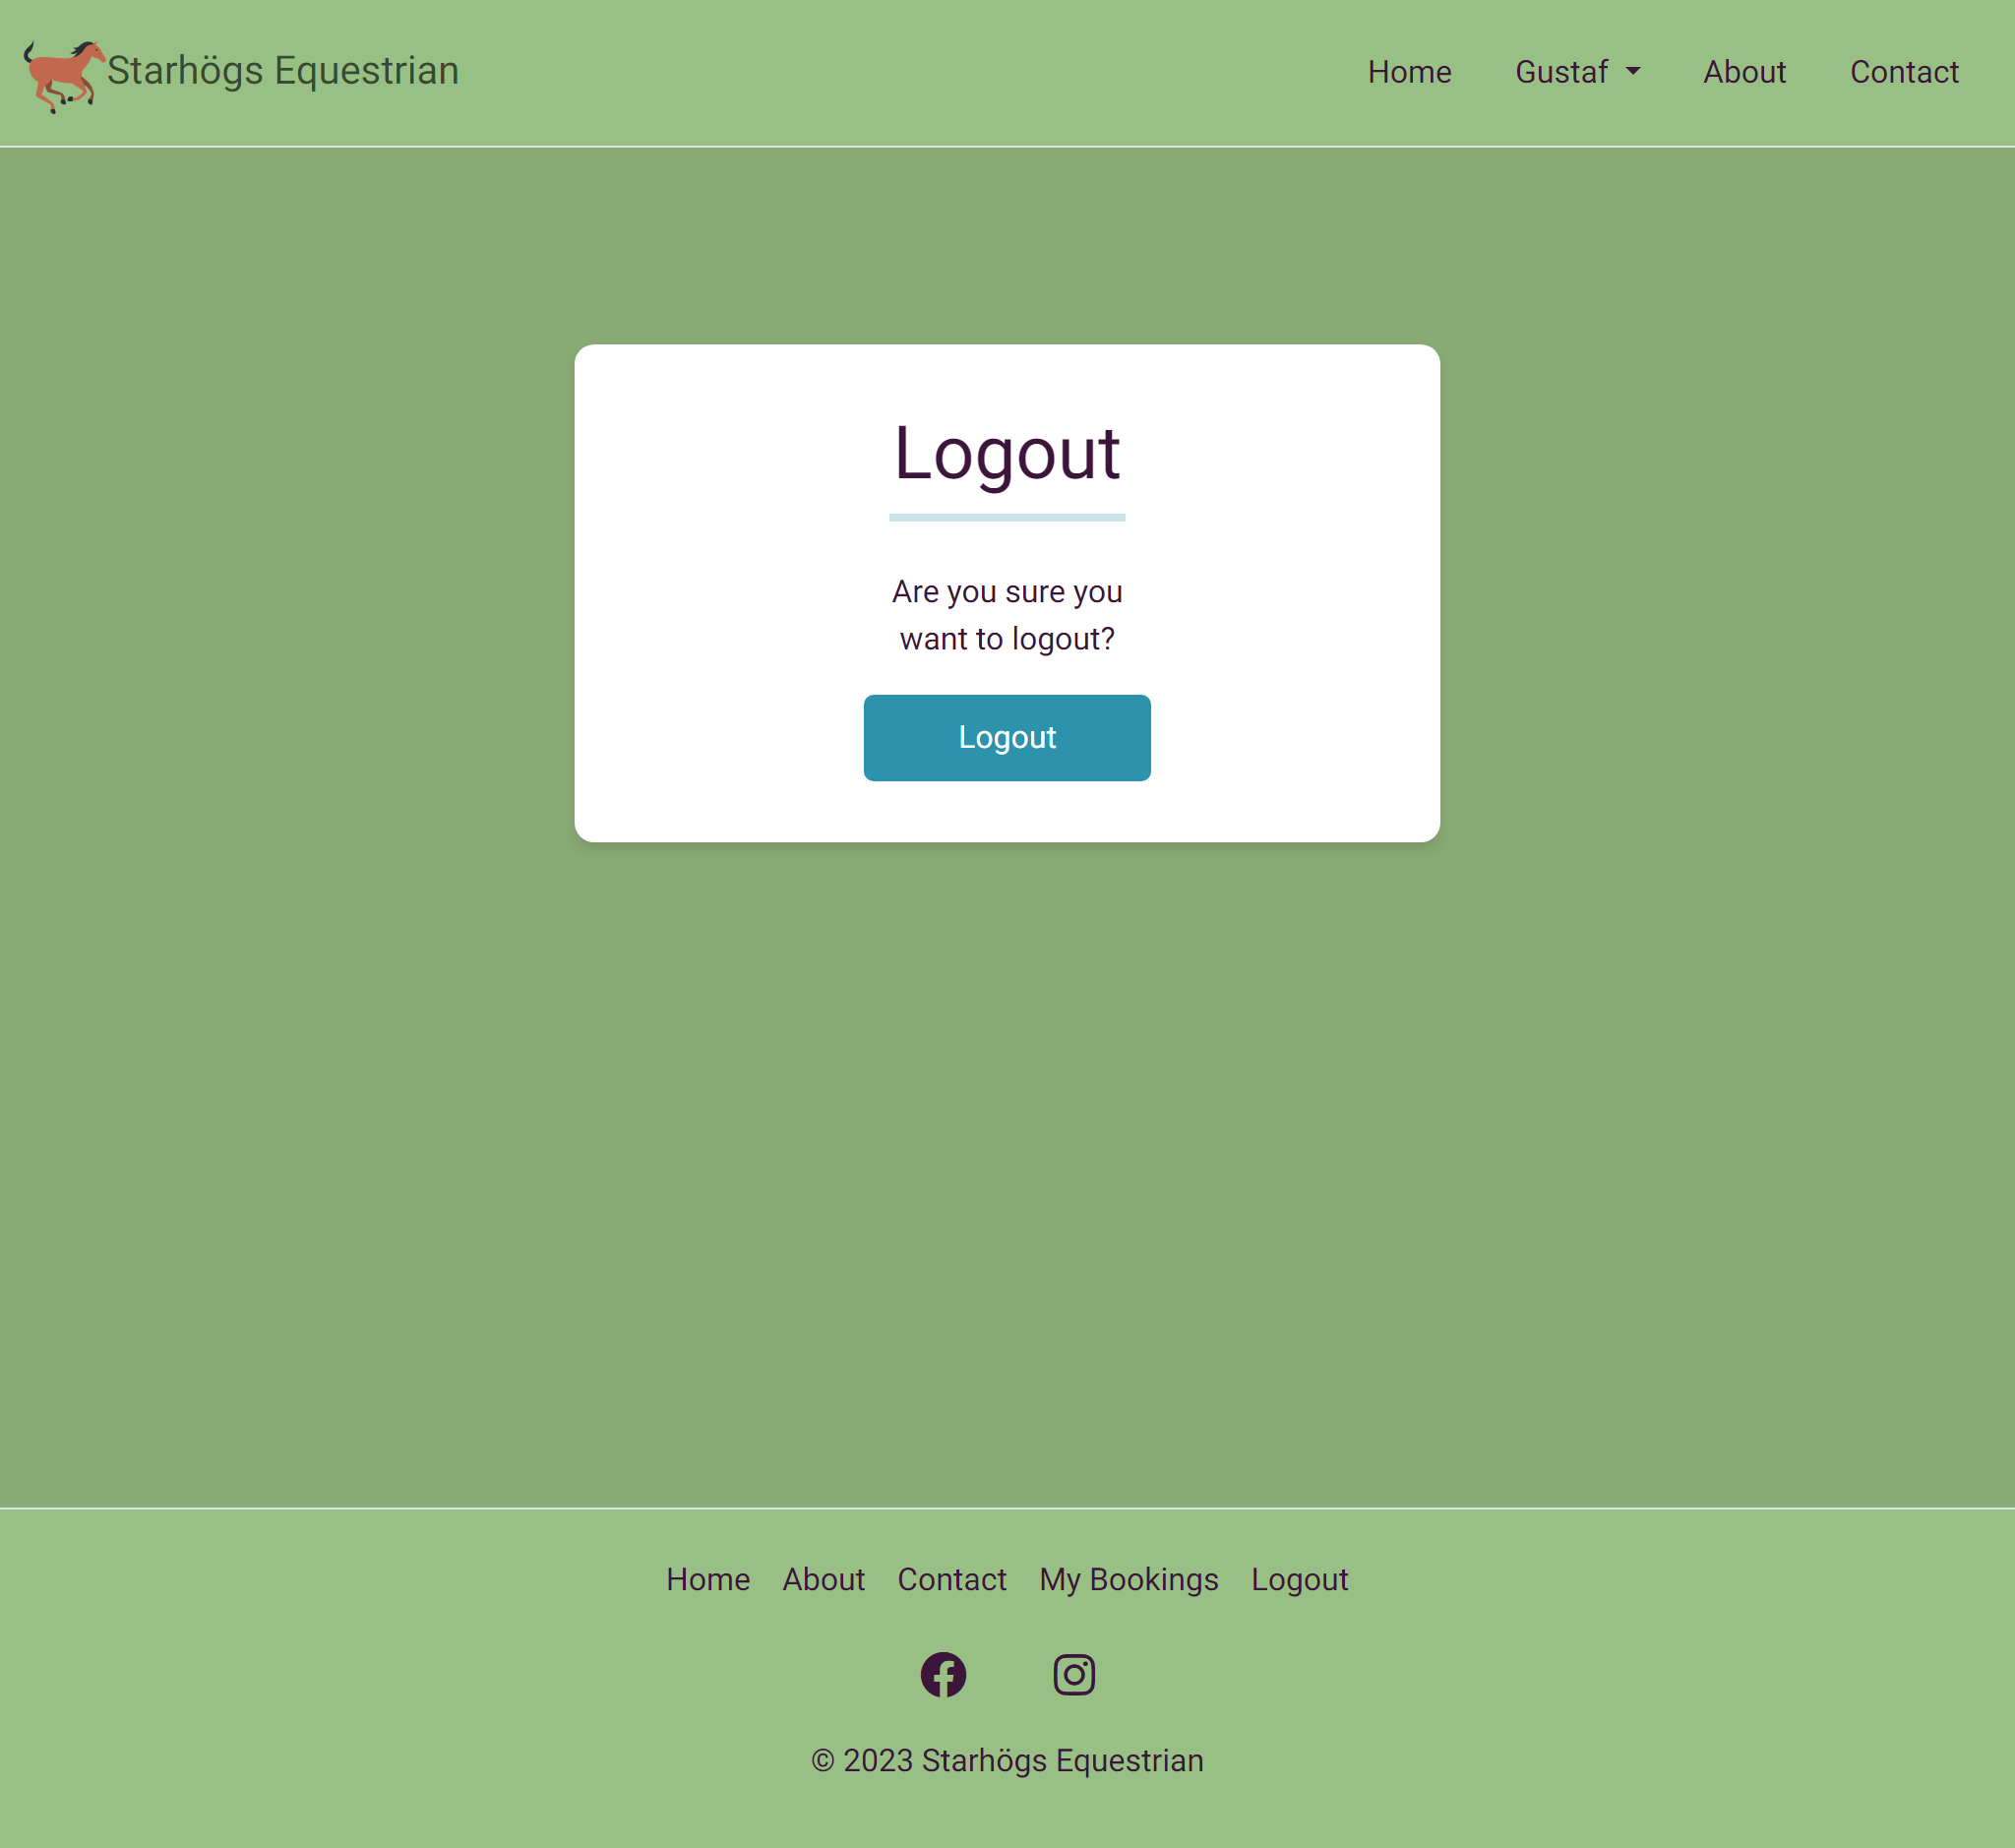 Starhögs Equestrian
Home Gustaf About Contact
Logout
Are you sure you
want to logout?
Logout
Home About Contact My Bookings Logout
© 2023 Starhögs Equestrian